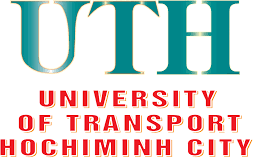 UTH
UNIVERSITY
OF TRANSPORT
HOCHIMINH CITY